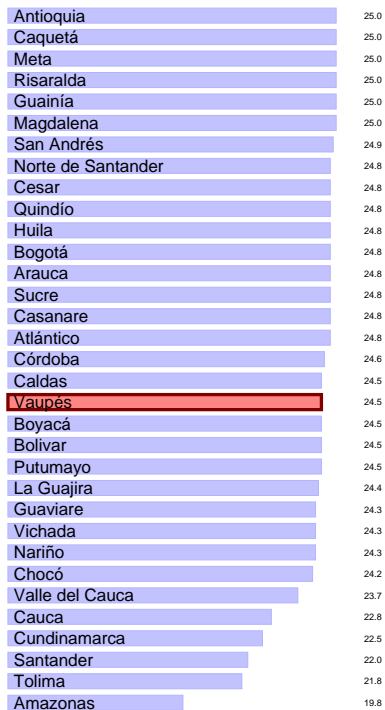 Antioquia 25.0
Caquetá 25.0
Meta 25.0
Risaralda 25.0
Guainía 25.0
Magdalena 25.0
San Andrés 24.9
Norte de Santander 24.8
Cesar 24.8
Quindío 24.8
Huila 24.8
Bogotá 24.8
Arauca 24.8
Sucre 24.8
Casanare 24.8
Atlántico 24.8
Córdoba 24.6
Caldas 24.5
Vaupés 24.5
Boyacá 24.5
Bolivar 24.5
Putumayo 24.5
La Guajira 24.4
Guaviare 24.3
Vichada 24.3
Nariño 24.3
Chocó 24.2
Valle del Cauca 23.7
Cauca 22.8
Cundinamarca 22.5
Santander 22.0
Tolima 21.8
Amazonas 19.8